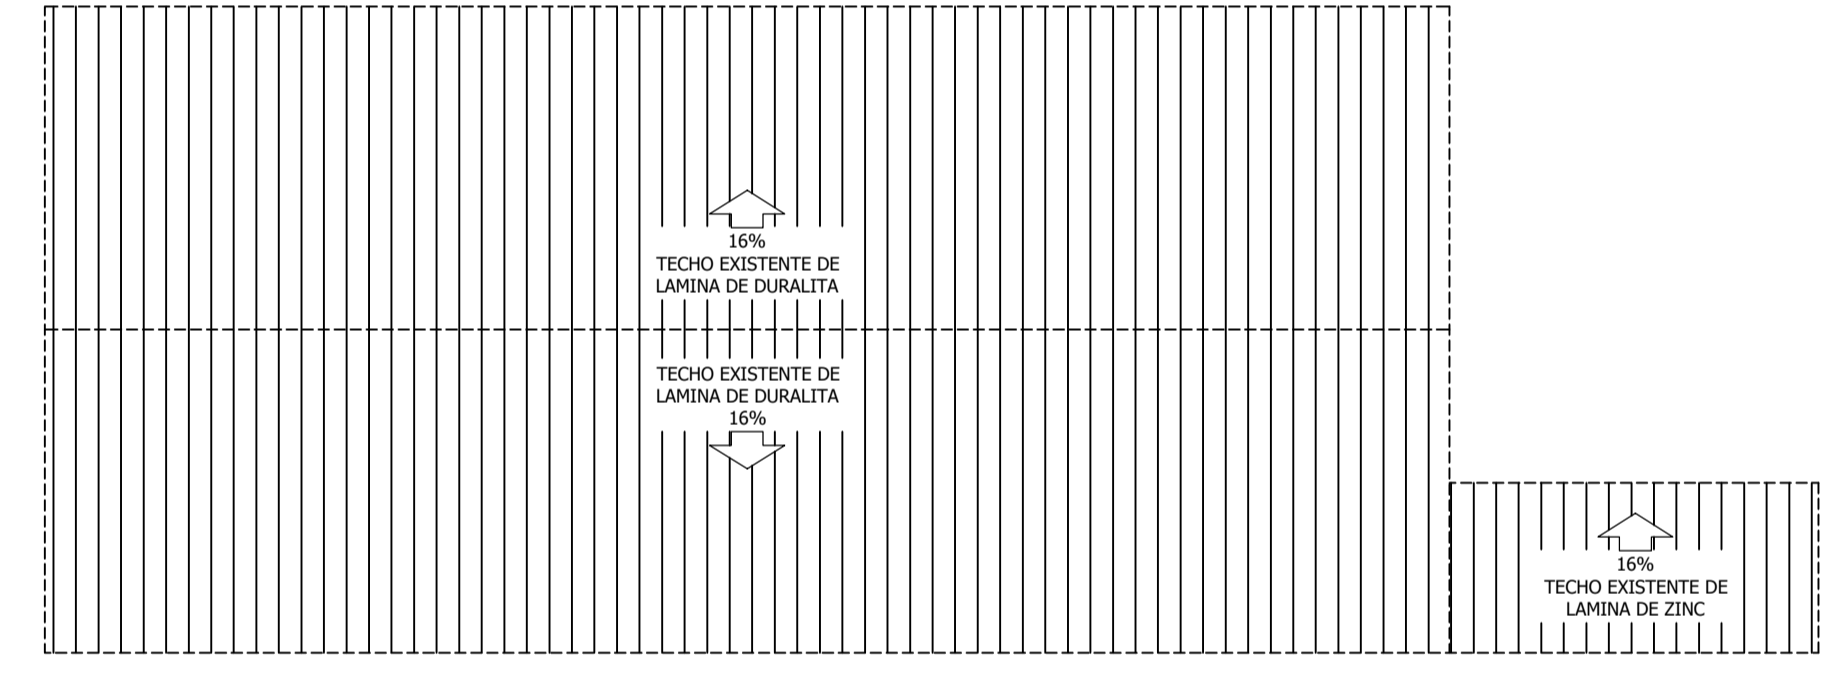 16%
TECHO EXISTENTE DE
LAMINA DE DURALITA
TECHO EXISTENTE DE
LAMINA DE DURALITA
16%
16%
TECHO EXISTENTE DE
LAMINA DE ZINC